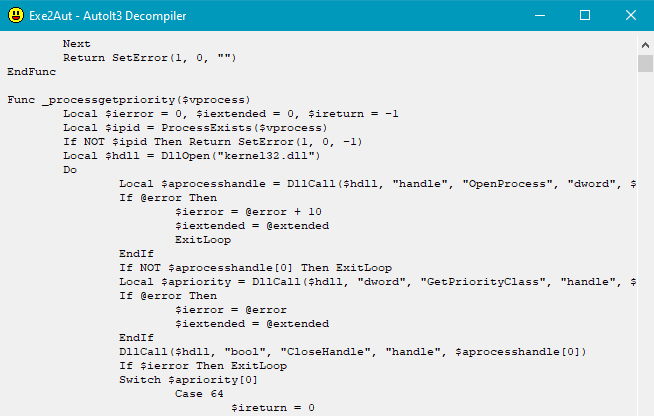 Exe2Aut - AutoIt3 Decompiler
Next
Return SetError(1, 0, "")
EndFunc
Func _processgetpriority($vprocess)
Local $ierror = 0, $iextended = 0, $ireturn = -1
Local $ipid = ProcessExists($vprocess)
If NOT $ipid Then Return SetError(1, 0, -1)
Local $hdll = DllOpen("kernel32.dll")
Do
Local $aprocesshandle = DllCall($hdll, "handle", "OpenProcess", "dword", $
If @error Then
$ierror = @error + 10
$iextended = @extended
ExitLoop
EndIf
If NOT $aprocesshandle[0] Then ExitLoop
Local $apriority = DllCall($hdll, "dword", "GetPriorityClass", "handle", $
If @error Then
$ierror = @error
$iextended = @extended
EndIf
DllCall($hdll, "bool", "CloseHandle", "handle", $aprocesshandle[0])
If $ierror Then ExitLoop
Switch $apriority[0]
Case 64
$ireturn = 0